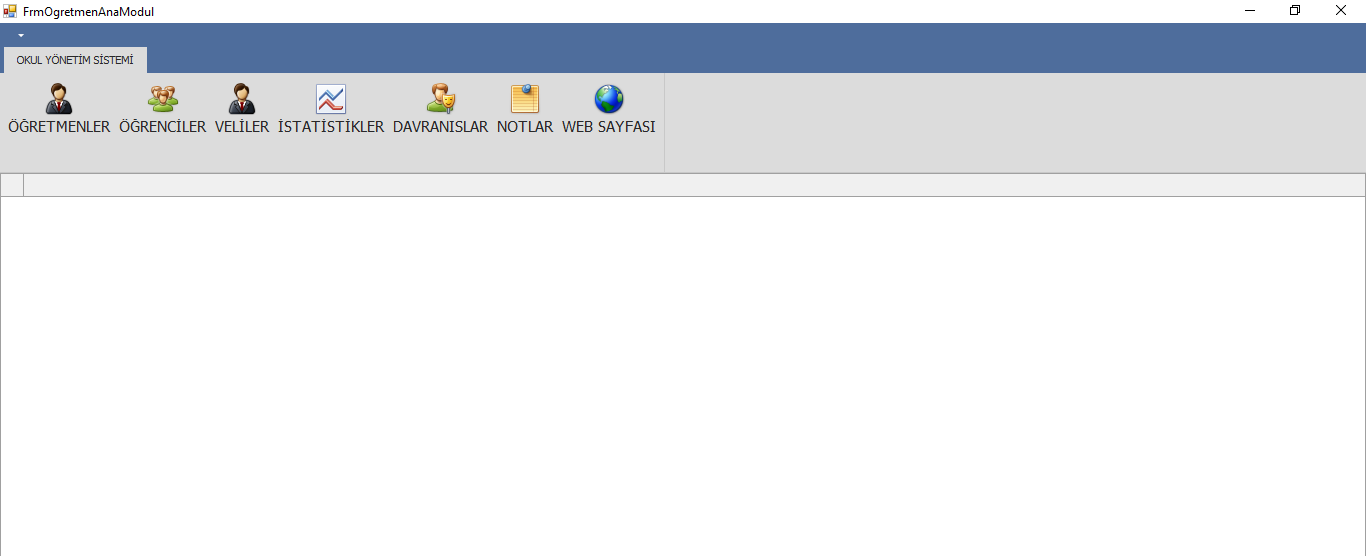 FrmOgretmenAnaModul
OKUL YÖNETİM SİSTEMİ
ÖĞRETMENLER ÖĞRENCİLER VELİLER İSTATİSTİKLER DAVRANISLAR NOTLAR WEB SAYFASI